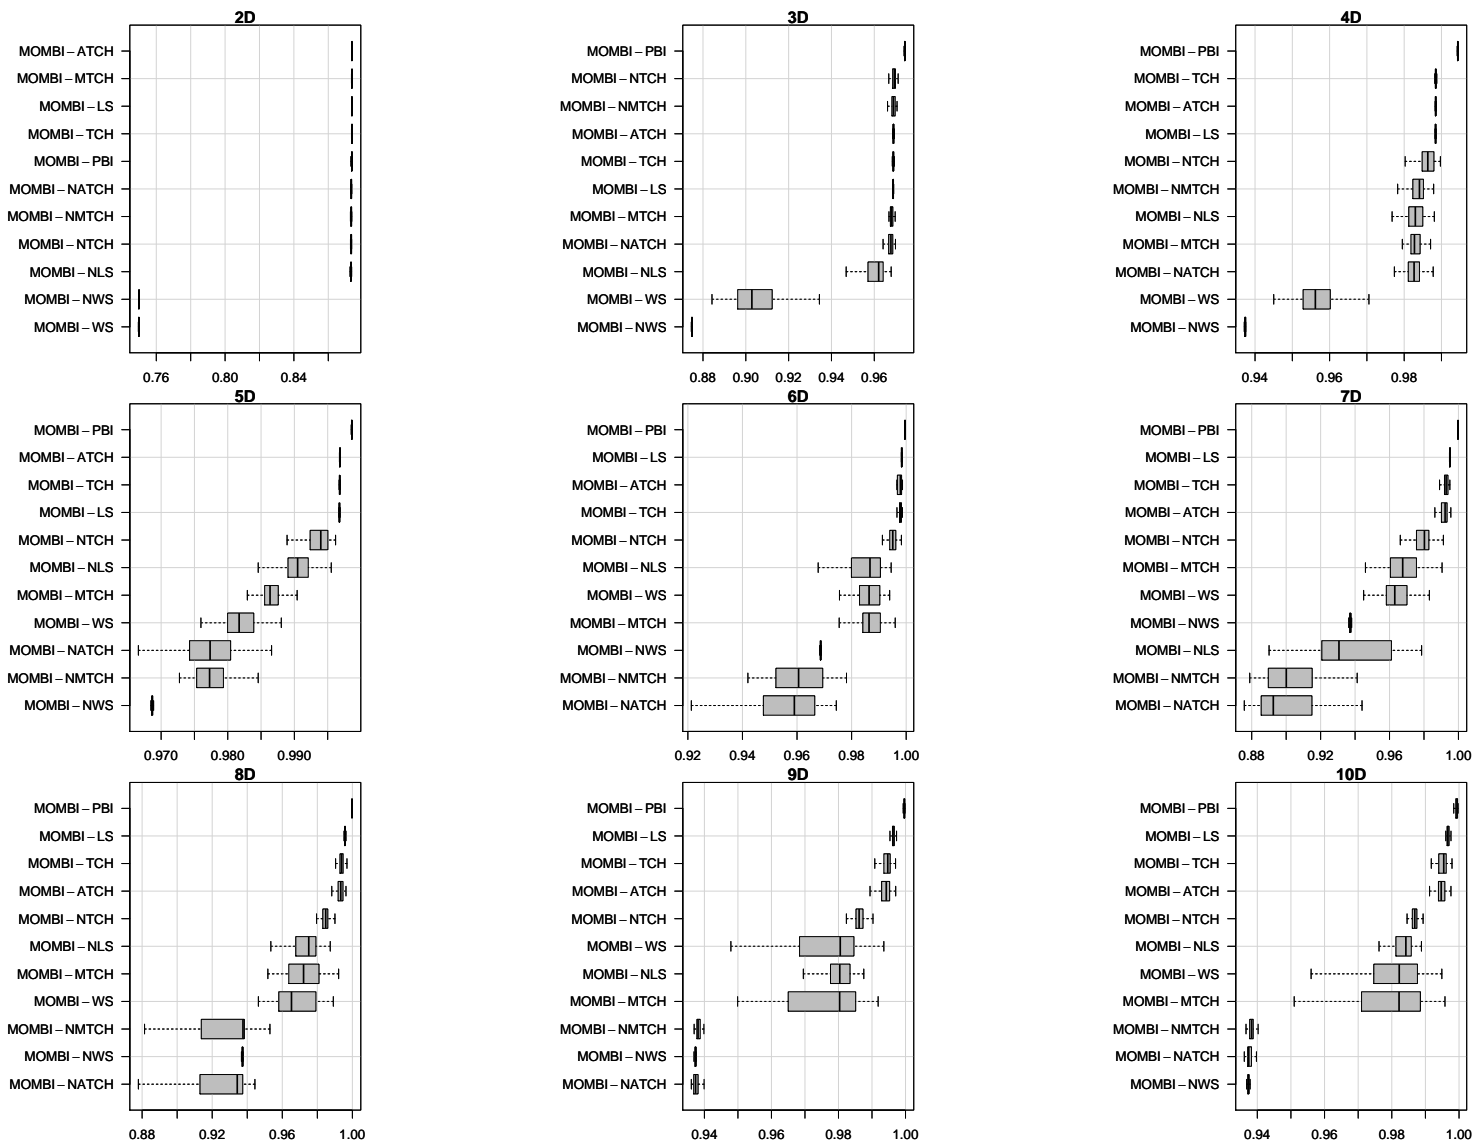 2D
MOMBI−ATCH
MOMBI−MTCH
MOMBI−LS
MOMBI−TCH
MOMBI−PBI
MOMBI−NATCH
MOMBI−NMTCH
MOMBI−NTCH
MOMBI−NLS
MOMBI−NWS
MOMBI−WS
0.76 0.80 0.84
3D
MOMBI−PBI
MOMBI−NTCH
MOMBI−NMTCH
MOMBI−ATCH
MOMBI−TCH
MOMBI−LS
MOMBI−MTCH
MOMBI−NATCH
MOMBI−NLS
MOMBI−WS
MOMBI−NWS
0.88 0.90 0.92 0.94 0.96
4D
MOMBI−PBI
MOMBI−TCH
MOMBI−ATCH
MOMBI−LS
MOMBI−NTCH
MOMBI−NMTCH
MOMBI−NLS
MOMBI−MTCH
MOMBI−NATCH
MOMBI−WS
MOMBI−NWS
0.94 0.96 0.98
5D
MOMBI−PBI
MOMBI−ATCH
MOMBI−TCH
MOMBI−LS
MOMBI−NTCH
MOMBI−NLS
MOMBI−MTCH
MOMBI−WS
MOMBI−NATCH
MOMBI−NMTCH
MOMBI−NWS
0.970 0.980 0.990
6D
MOMBI−PBI
MOMBI−LS
MOMBI−ATCH
MOMBI−TCH
MOMBI−NTCH
MOMBI−NLS
MOMBI−WS
MOMBI−MTCH
MOMBI−NWS
MOMBI−NMTCH
MOMBI−NATCH
0.92 0.94 0.96 0.98 1.00
7D
MOMBI−PBI
MOMBI−LS
MOMBI−TCH
MOMBI−ATCH
MOMBI−NTCH
MOMBI−MTCH
MOMBI−WS
MOMBI−NWS
MOMBI−NLS
MOMBI−NMTCH
MOMBI−NATCH
0.88 0.92 0.96 1.00
8D
MOMBI−PBI
MOMBI−LS
MOMBI−TCH
MOMBI−ATCH
MOMBI−NTCH
MOMBI−NLS
MOMBI−MTCH
MOMBI−WS
MOMBI−NMTCH
MOMBI−NWS
MOMBI−NATCH
0.88 0.92 0.96 1.00
9D
MOMBI−PBI
MOMBI−LS
MOMBI−TCH
MOMBI−ATCH
MOMBI−NTCH
MOMBI−WS
MOMBI−NLS
MOMBI−MTCH
MOMBI−NMTCH
MOMBI−NWS
MOMBI−NATCH
0.94 0.96 0.98 1.00
10D
MOMBI−PBI
MOMBI−LS
MOMBI−TCH
MOMBI−ATCH
MOMBI−NTCH
MOMBI−NLS
MOMBI−WS
MOMBI−MTCH
MOMBI−NMTCH
MOMBI−NATCH
MOMBI−NWS
0.94 0.96 0.98 1.00